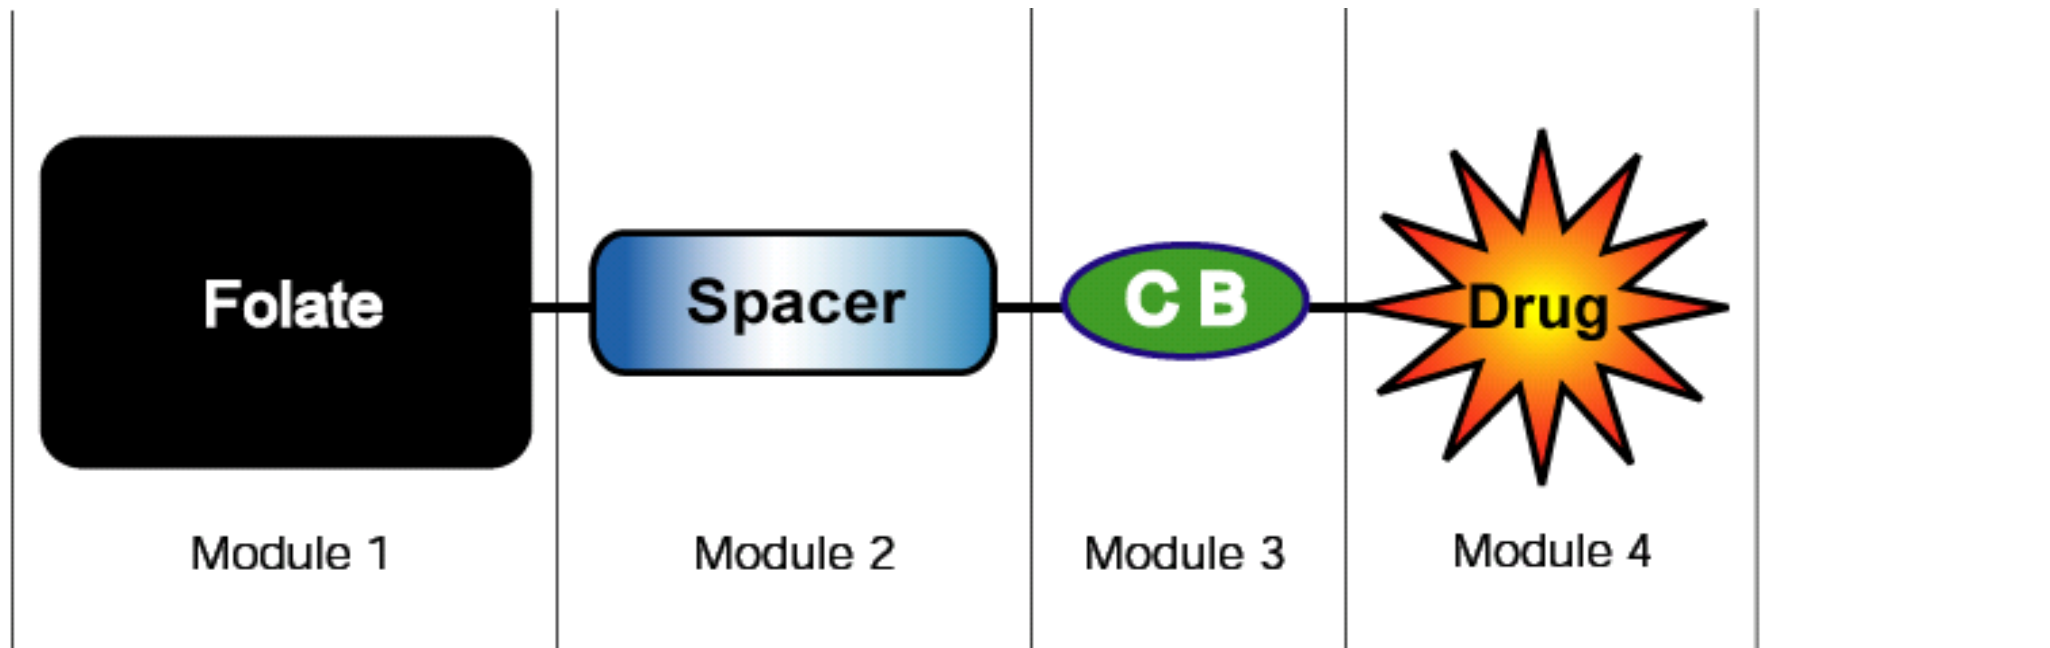 Folate
Spacer
C B
Drug
Module 1
Module 2
Module 3
Module 4